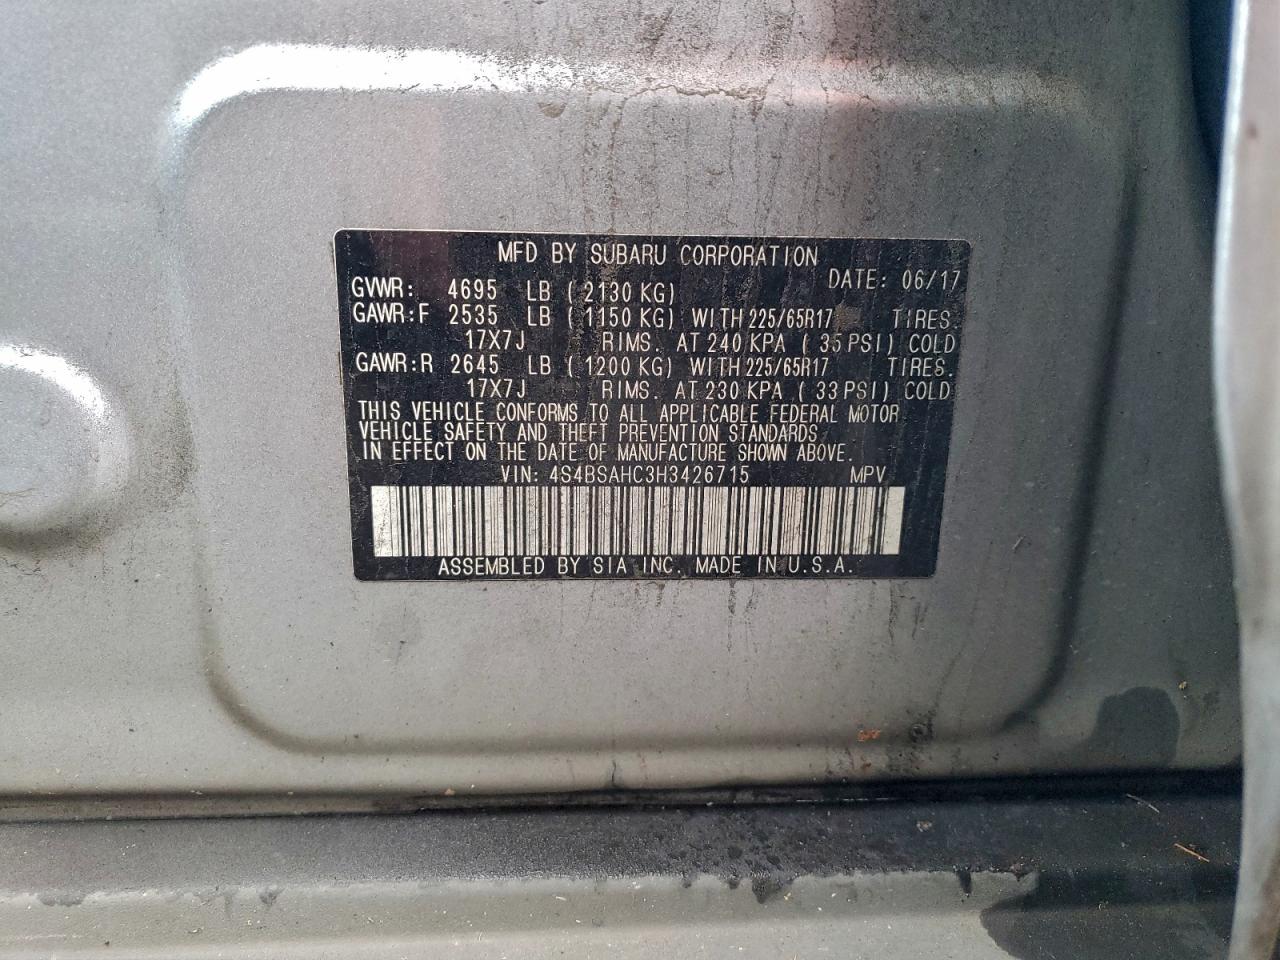 MFD BY SUBARU CORPORATION
DATE: 06/17
GVWR: 4695 LB (2130 KG)
GAWR:F 2535 LB (1150 KG) WITH 225/65R17 TIRES.
17X7J RIMS. AT 240 KPA (35 PSI) COLD
GAWR:R 2645 LB (1200 KG) WITH 225/65R17 TIRES.
17X7J RIMS. AT 230 KPA (33 PSI) COLD
THIS VEHICLE CONFORMS TO ALL APPLICABLE FEDERAL MOTOR
VEHICLE SAFETY AND THEFT PREVENTION STANDARDS
IN EFFECT ON THE DATE OF MANUFACTURE SHOWN ABOVE.
VIN: 4S4BSAHC3H3426715 MPV
ASSEMBLED BY SIA INC. MADE IN U.S.A.